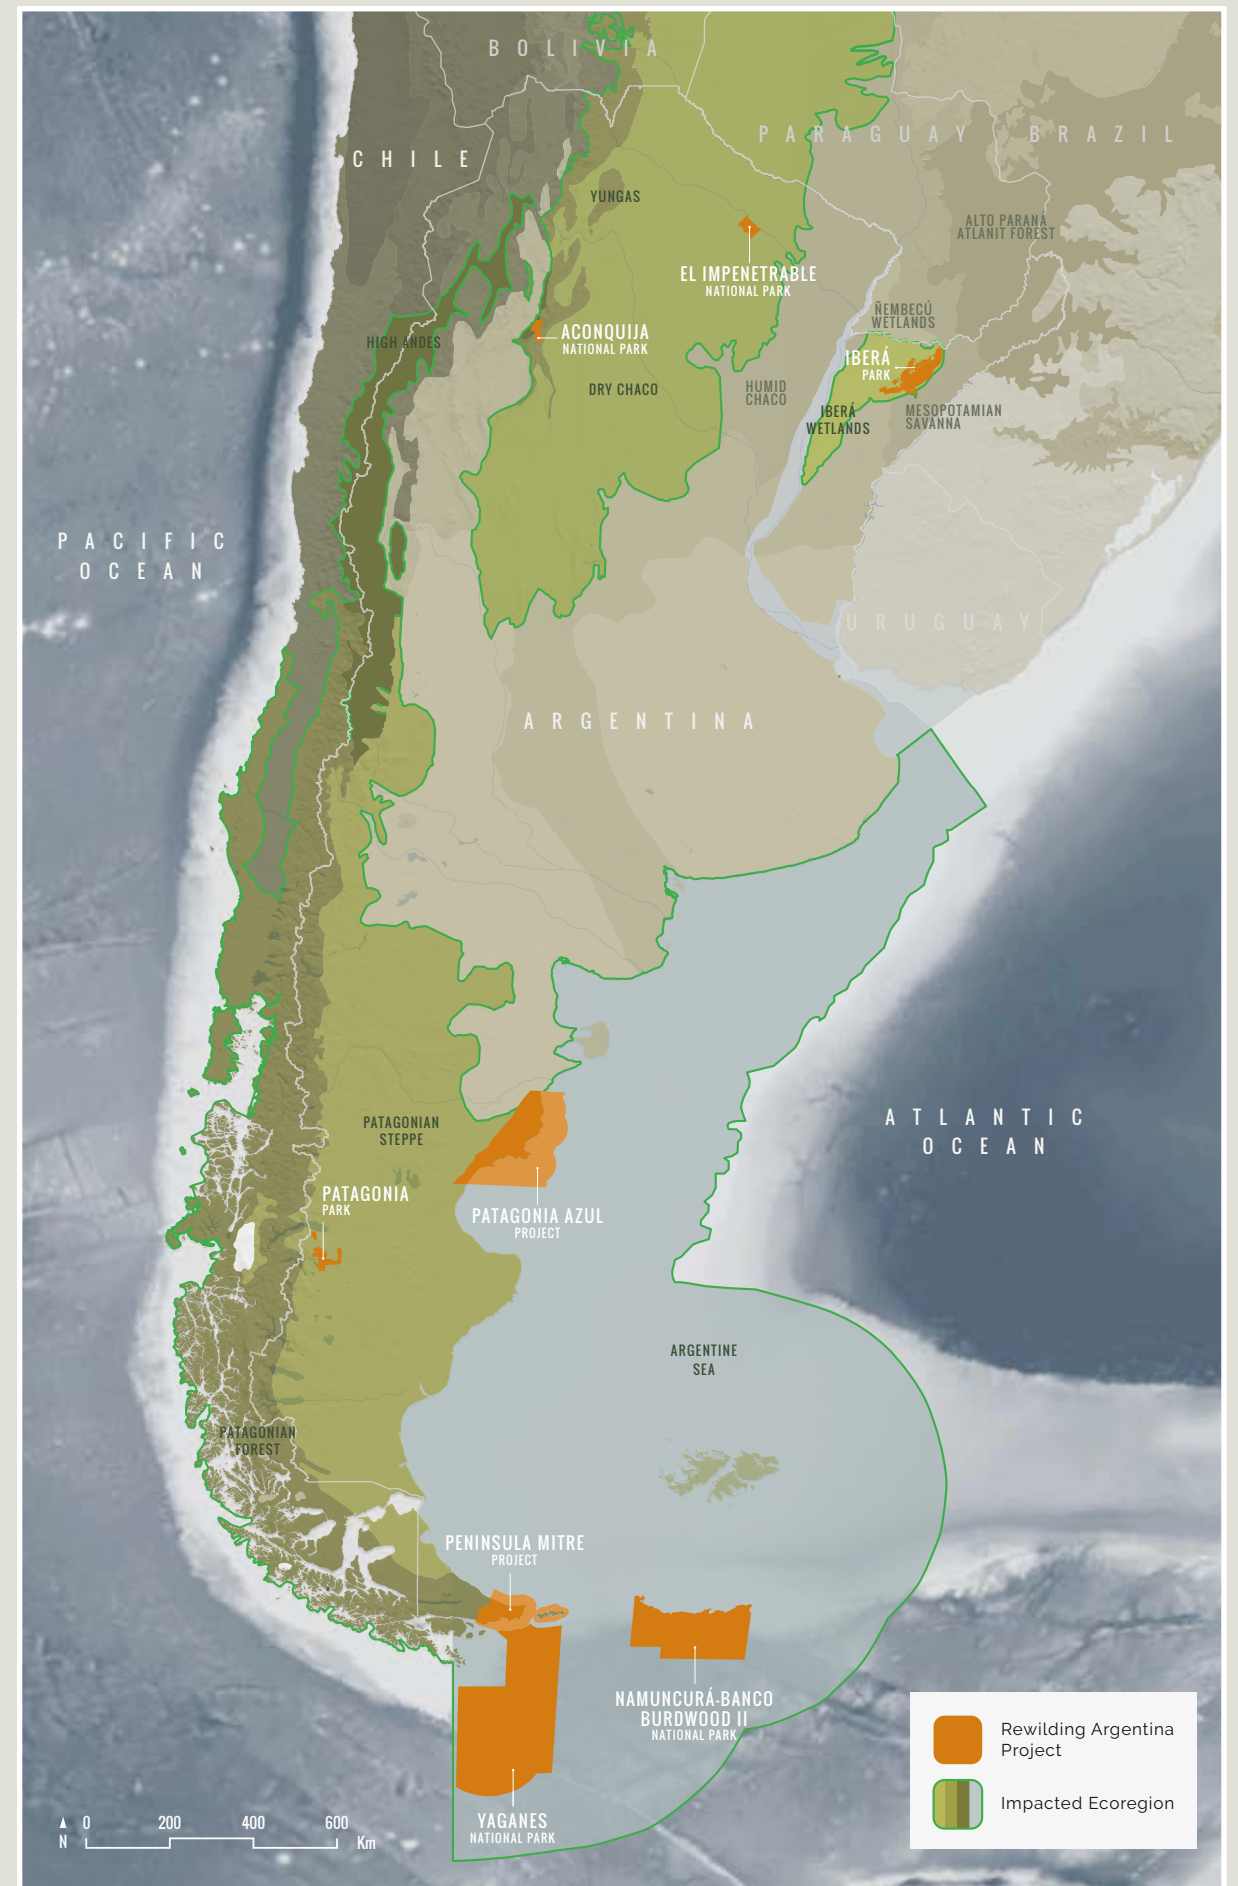 BOLIVIA
PARAGUAY
BRAZIL
CHILE
YUNGAS
ALTO PARANÁ
ATLANIT FOREST
EL IMPENETRABLE
NATIONAL PARK
ÑEMBECÚ
WETLANDS
ACONQUIJA
NATIONAL PARK
HIGH ANDES
IBERÁ
PARK
DRY CHACO
HUMID
CHACO
IBERÁ
WETLANDS
MESOPOTAMIAN
SAVANNA
PACIFIC
OCEAN
URUGUAY
ARGENTINA
PATAGONIAN
STEPPE
ATLANTIC
OCEAN
PATAGONIA
PARK
PATAGONIA AZUL
PROJECT
ARGENTINE
SEA
PATAGONIAN
FOREST
PENINSULA MITRE
PROJECT
NAMUNCURÁ-BANCO
BURDWOOD II
NATIONAL PARK
YAGANES
NATIONAL PARK
Rewilding Argentina
Project
Impacted Ecoregion
N
0 200 400 600
Km